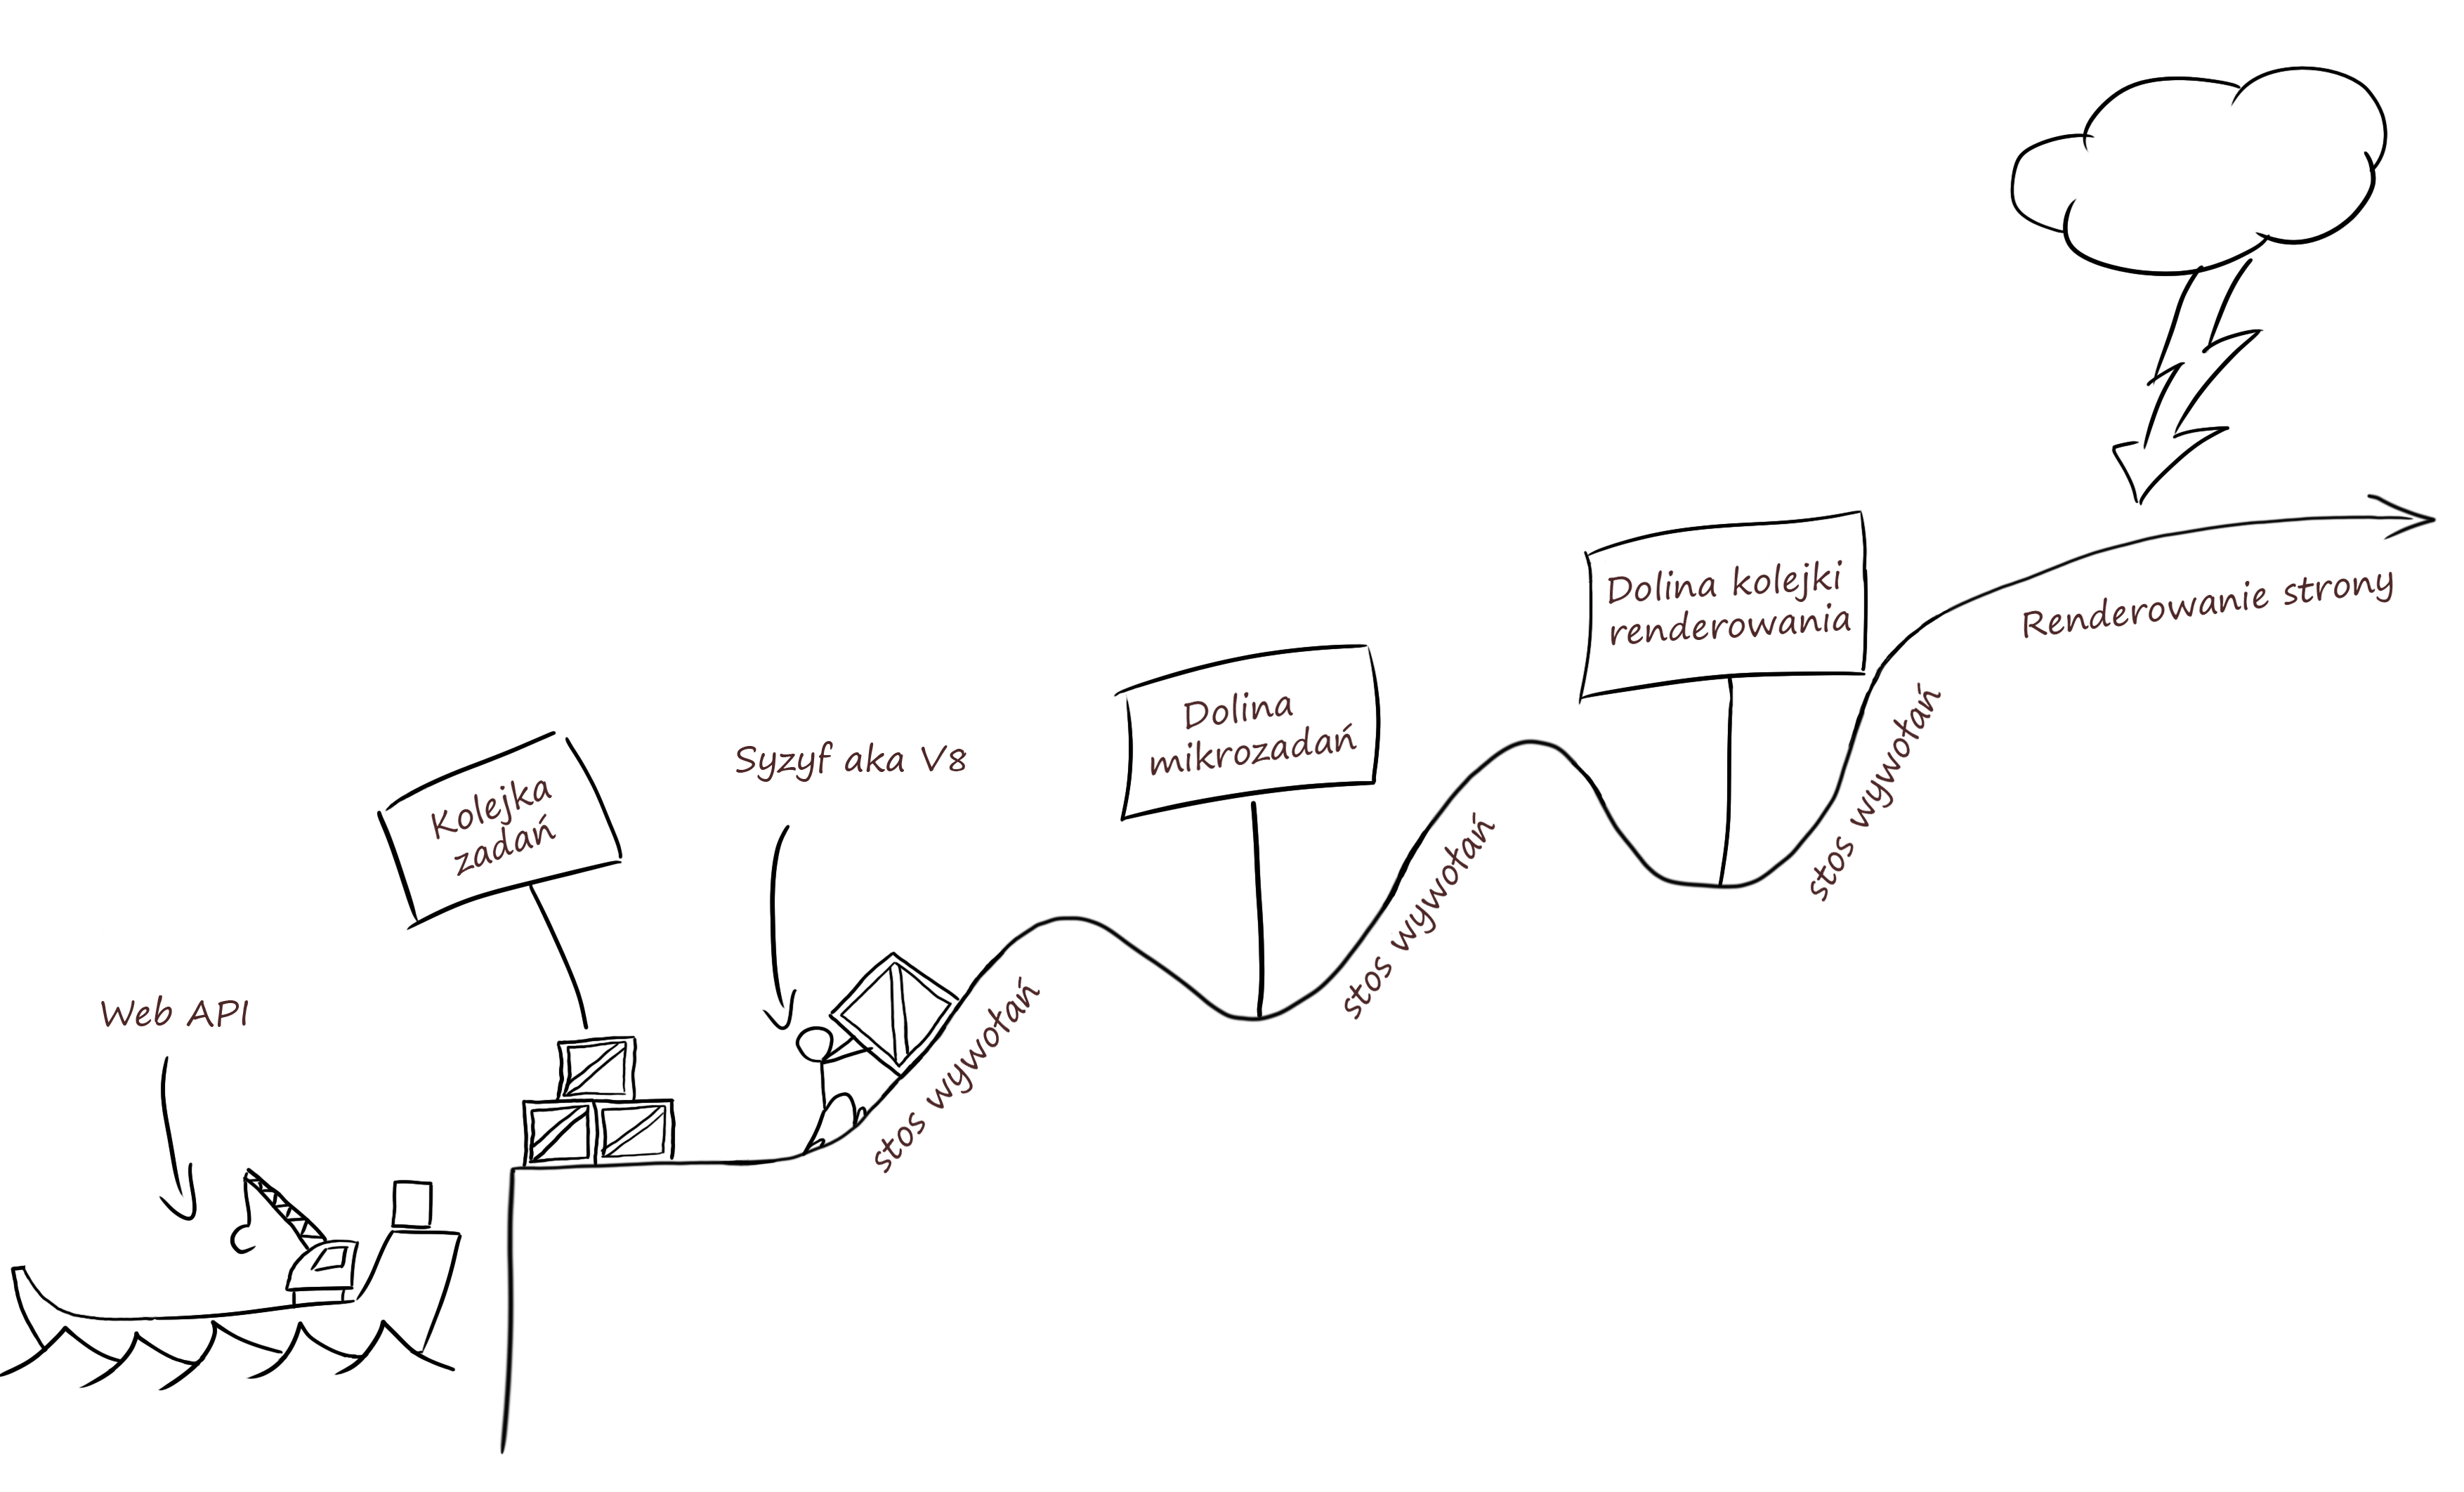 Web API
Kolejka
zadań
Syzyf aka V8
stos wywołań
Dolina
mikrozadań
stos wywołań
Dolina kolejki
renderowania
stos wywołań
Renderowanie strony